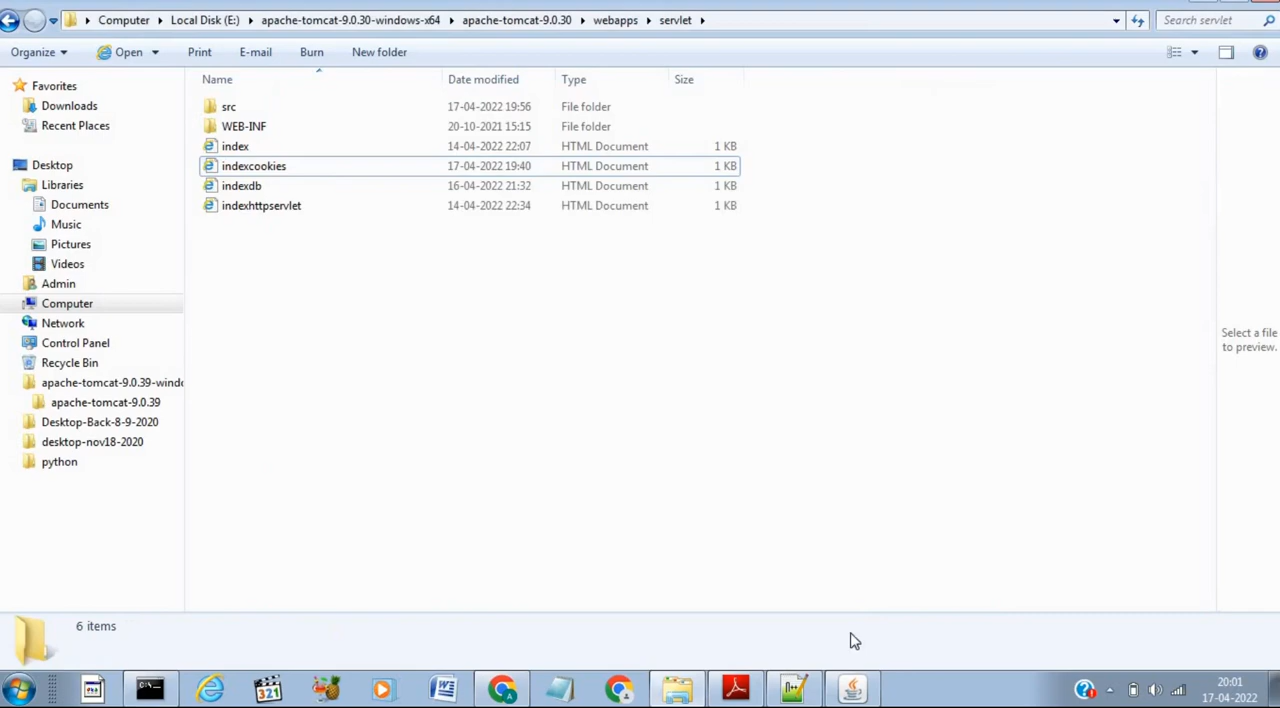 Computer Local Disk (E:) apache-tomcat-9.0.30-windows-x64 apache-tomcat-9.0.30 webapps servlet Search servlet
Organize Open Print E-mail Burn New folder
Name Date modified Type Size
src 17-04-2022 19:56 File folder
WEB-INF 20-10-2021 15:15 File folder
index 14-04-2022 22:07 HTML Document 1 KB
indexcookies 17-04-2022 19:40 HTML Document 1 KB
indexdb 16-04-2022 21:32 HTML Document 1 KB
indexhttpservlet 14-04-2022 22:34 HTML Document 1 KB
Favorites
Downloads
Recent Places
Desktop
Libraries
Documents
Music
Pictures
Videos
Admin
Computer
Network
Control Panel
Recycle Bin
apache-tomcat-9.0.39-windo
apache-tomcat-9.0.39
Desktop-Back-8-9-2020
desktop-nov18-2020
python
Select a file
to preview.
6 items
321
20:01
17-04-2022